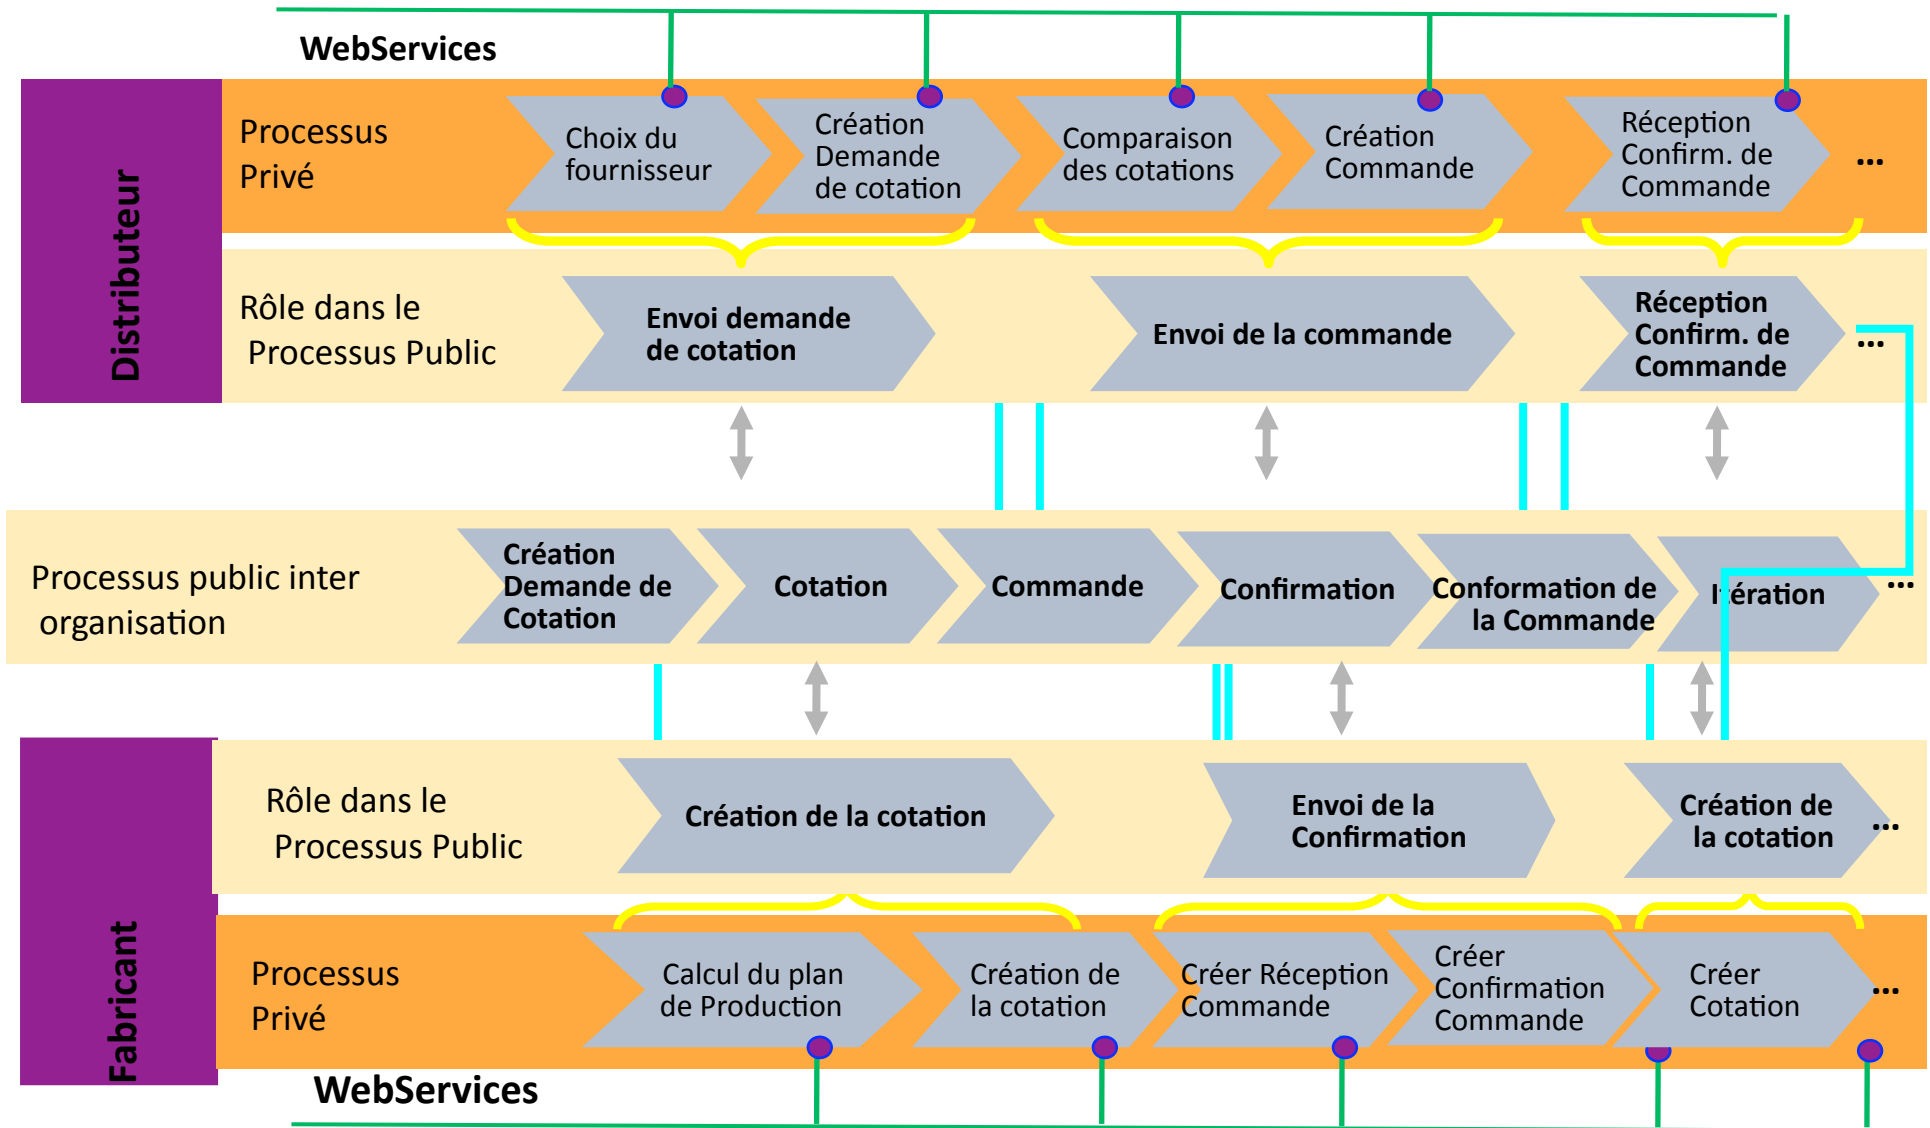 WebServices
Distributeur
Processus
Privé
Choix du
fournisseur
Création
Demande
de cotation
Comparaison
des cotations
Création
Commande
Réception
Confirm. de
Commande
...
Rôle dans le
Processus Public
Envoi demande
de cotation
Envoi de la commande
Réception
Confirm. de
Commande
...
Processus public inter
organisation
Création
Demande de
Cotation
Cotation
Commande
Confirmation
Conformation de
la Commande
Itération
...
Fabricant
Rôle dans le
Processus Public
Création de la cotation
Envoi de la
Confirmation
Création de
la cotation
...
Processus
Privé
Calcul du plan
de Production
Création de
la cotation
Créer Réception
Commande
Créer
Confirmation
Commande
Créer
Cotation
...
WebServices